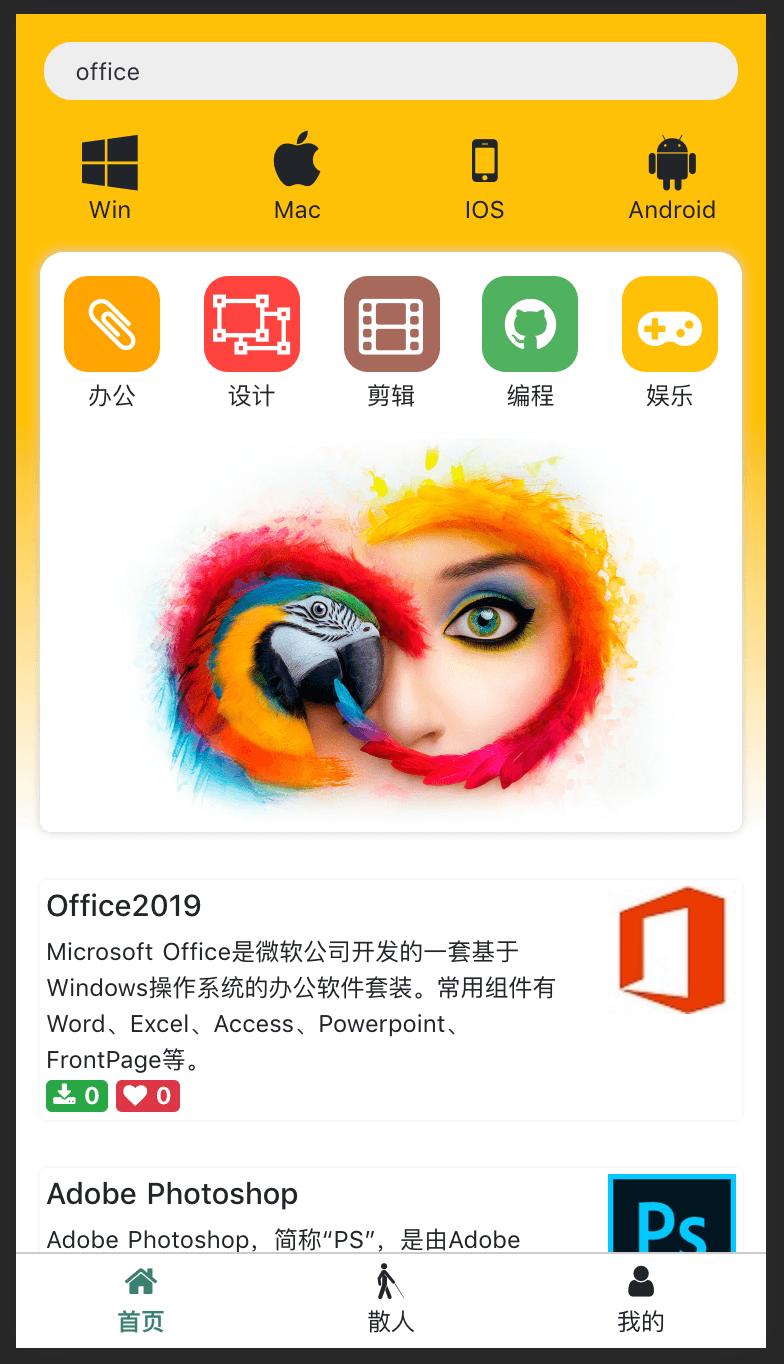 office
Win Mac IOS Android
办公 设计 剪辑 编程 娱乐
Office2019
Microsoft Office是微软公司开发的一套基于
Windows操作系统的办公软件套装。常用组件有
Word、Excel、Access、Powerpoint、
FrontPage等。
0 0
Adobe Photoshop
Ps
Adobe Photoshop，简称“PS”，是由Adobe
首页 散人 我的